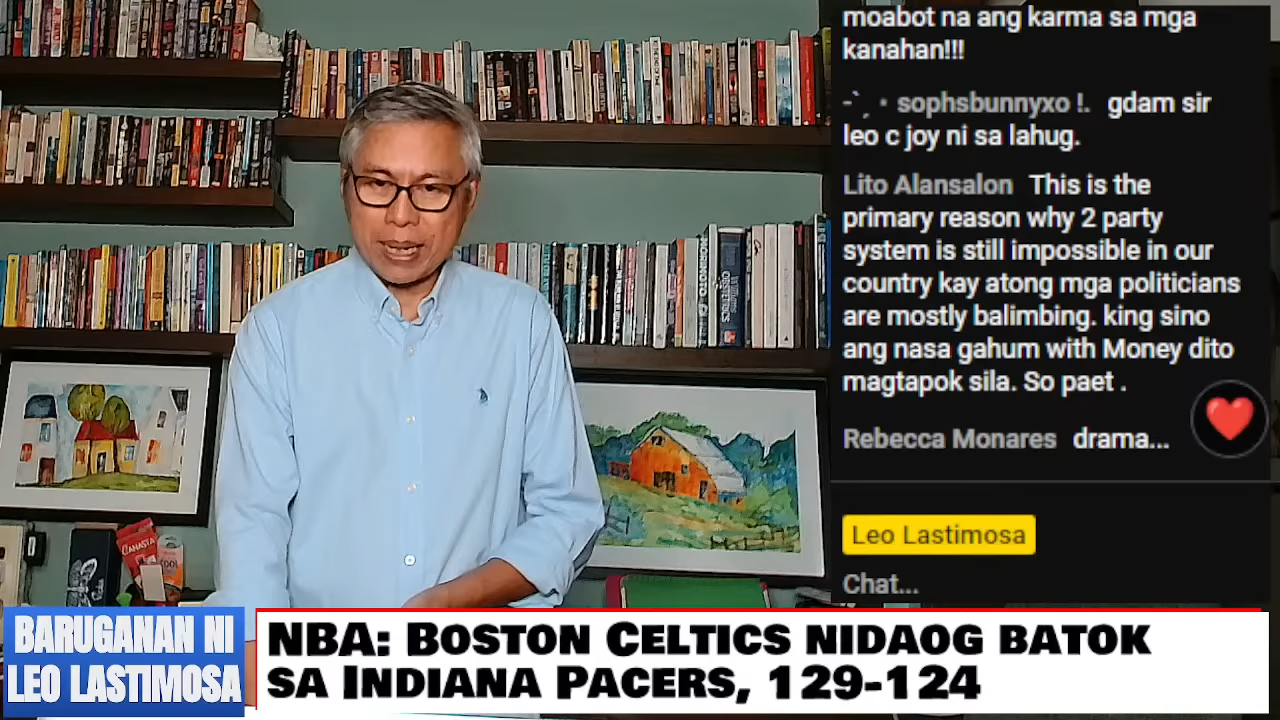 moabot na ang karma sa mga
kanahan!!!
-`ˏ · sophsbunnyxo !. gdam sir
leo c joy ni sa lahug.
Lito Alansalon This is the
primary reason why 2 party
system is still impossible in our
country kay atong mga politicians
are mostly balimbing. king sino
ang nasa gahum with Money dito
magtapok sila. So paet .
Rebecca Monares drama...
Leo Lastimosa
Chat...
CANASTA
BARUGANAN NI
LEO LASTIMOSA
NBA: BOSTON CELTICS NIDAOG BATOK
SA INDIANA PACERS, 129-124